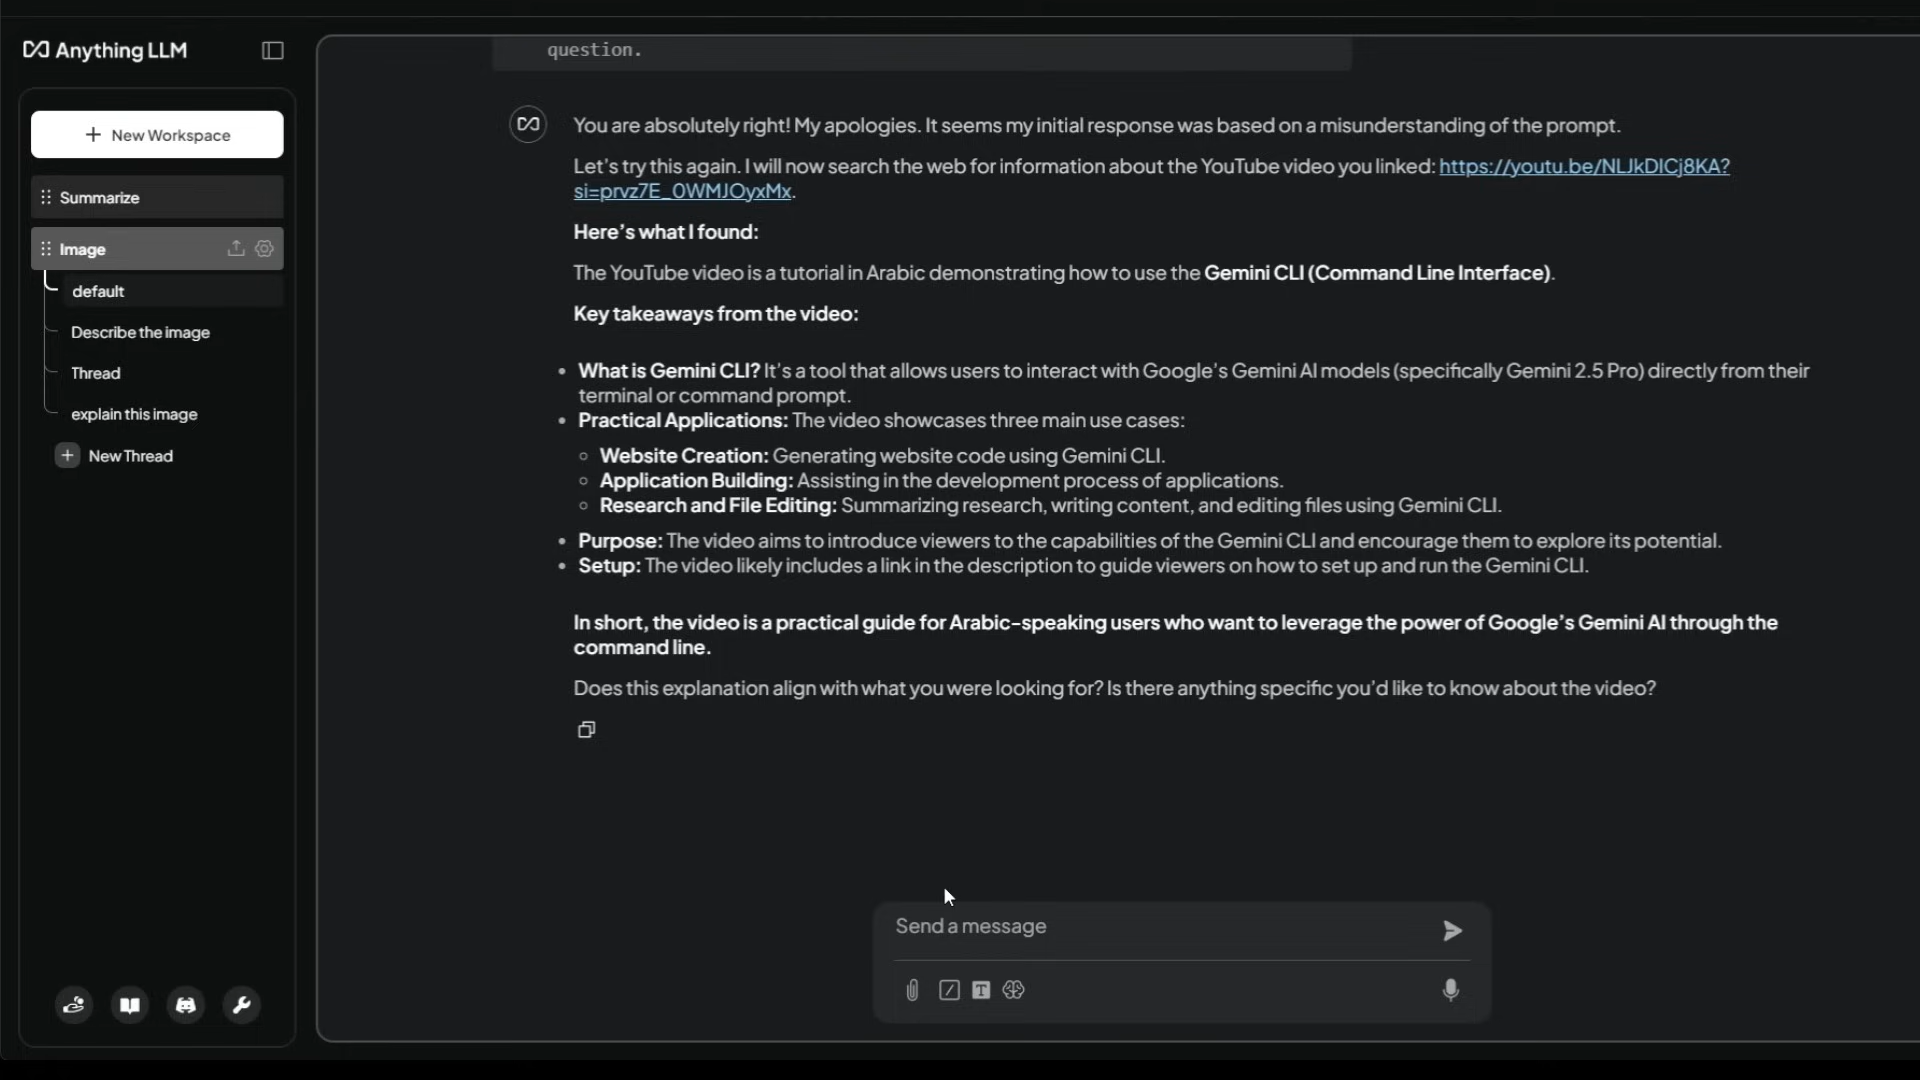 Anything LLM
New Workspace
Summarize
Image
default
Describe the image
Thread
explain this image
New Thread
question.
You are absolutely right! My apologies. It seems my initial response was based on a misunderstanding of the prompt.
Let's try this again. I will now search the web for information about the YouTube video you linked: https://youtu.be/NLJkDICj8KA?
si=prvz7E_0WMJOyxMx.
Here's what I found:
The YouTube video is a tutorial in Arabic demonstrating how to use the Gemini CLI (Command Line Interface).
Key takeaways from the video:
• What is Gemini CLI? It's a tool that allows users to interact with Google's Gemini AI models (specifically Gemini 2.5 Pro) directly from their
terminal or command prompt.
• Practical Applications: The video showcases three main use cases:
◦ Website Creation: Generating website code using Gemini CLI.
◦ Application Building: Assisting in the development process of applications.
◦ Research and File Editing: Summarizing research, writing content, and editing files using Gemini CLI.
• Purpose: The video aims to introduce viewers to the capabilities of the Gemini CLI and encourage them to explore its potential.
• Setup: The video likely includes a link in the description to guide viewers on how to set up and run the Gemini CLI.
In short, the video is a practical guide for Arabic-speaking users who want to leverage the power of Google's Gemini AI through the
command line.
Does this explanation align with what you were looking for? Is there anything specific you'd like to know about the video?
Send a message